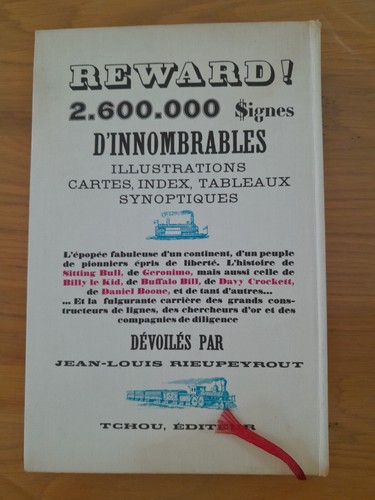 REWARD!
2.600.000 $ignes
D'INNOMBRABLES
ILLUSTRATIONS
CARTES, INDEX, TABLEAUX
SYNOPTIQUES
L'épopée fabuleuse d'un continent, d'un peuple
de pionniers épris de liberté. L'histoire de
Sitting Bull, de Geronimo, mais aussi celle de
Billy le Kid, de Buffalo Bill, de Davy Crockett,
de Daniel Boone, et de tant d'autres...
... Et la fulgurante carrière des grands cons-
tructeurs de lignes, des chercheurs d'or et des
compagnies de diligence
DÉVOILÉS PAR
JEAN-LOUIS RIEUPEYROUT
TCHOU, ÉDITEUR